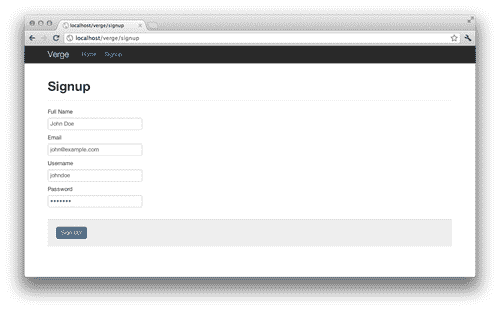 localhost/verge/signup
localhost/verge/signup
Verge Home Signup
Signup
Full Name
John Doe
Email
john@example.com
Username
johndoe
Password
•••••••
Sign Up!